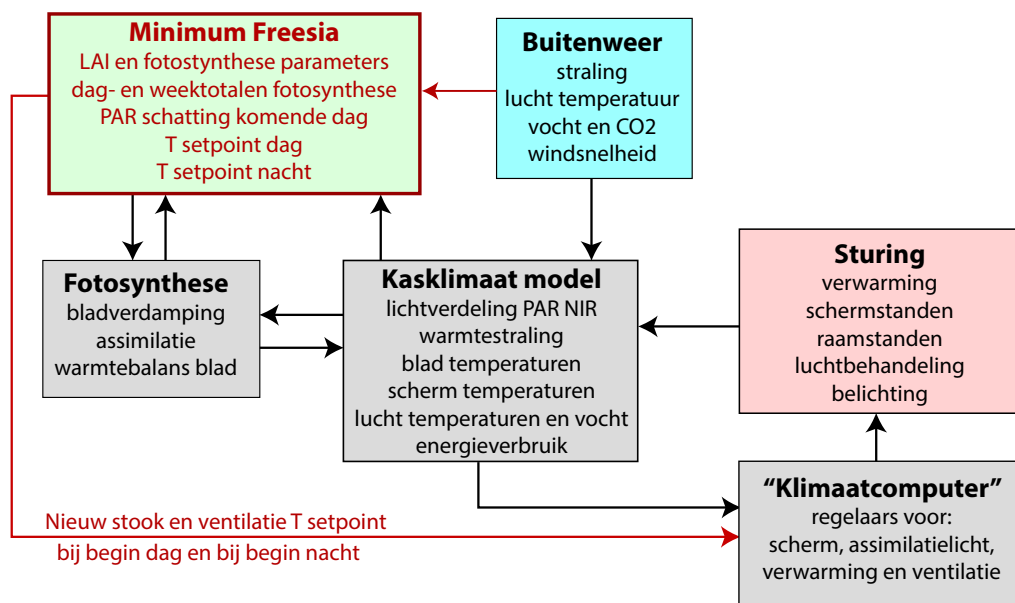 Minimum Freesia
LAI en fotostynthese parameters
dag- en weektotalen fotosynthese
PAR schatting komende dag
T setpoint dag
T setpoint nacht
Buitenweer
straling
lucht temperatuur
vocht en CO2
windsnelheid
Fotosynthese
bladverdamping
assimilatie
warmtebalans blad
Kasklimaat model
lichtverdeling PAR NIR
warmtestraling
blad temperaturen
scherm temperaturen
lucht temperaturen en vocht
energieverbruik
Sturing
verwarming
schermstanden
raamstanden
luchtbehandeling
belichting
“Klimaatcomputer”
regelaars voor:
scherm, assimilatielicht,
verwarming en ventilatie
Nieuw stook en ventilatie T setpoint
bij begin dag en bij begin nacht